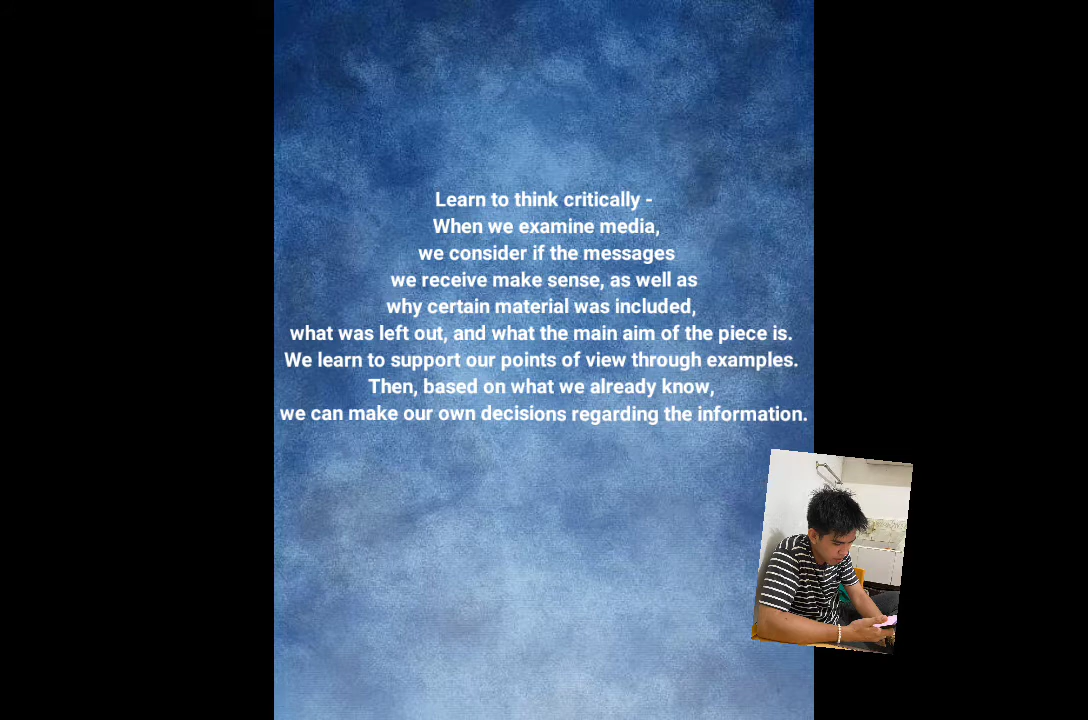 Learn to think critically -
When we examine media,
we consider if the messages
we receive make sense, as well as
why certain material was included,
what was left out, and what the main aim of the piece is.
We learn to support our points of view through examples.
Then, based on what we already know,
we can make our own decisions regarding the information.